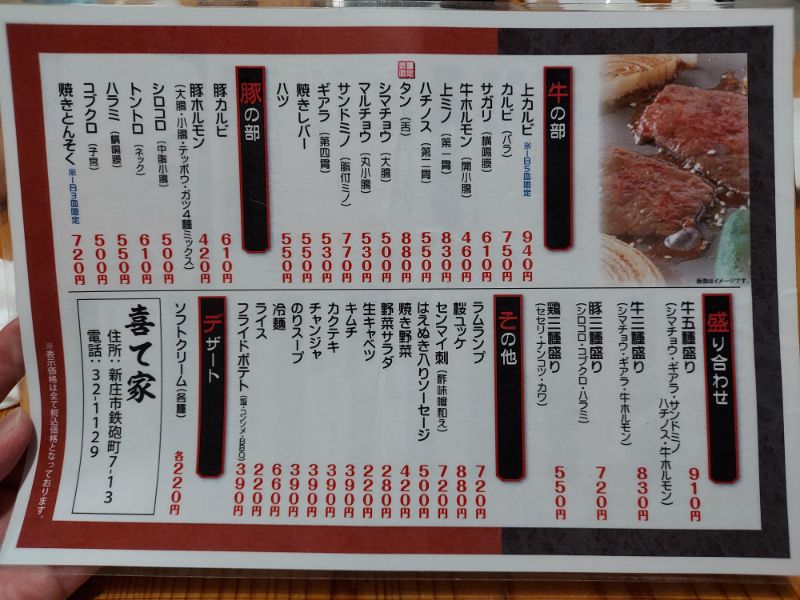 牛の部
上カルビ ※1日5皿限定 940円
カルビ（バラ） 750円
サガリ（横隔膜） 610円
牛ホルモン（開小腸） 460円
上ミノ（第一胃） 830円
ハチノス（第二胃） 550円
数量限定
タン（舌） 880円
シマチョウ（大腸） 500円
マルチョウ（丸小腸） 530円
サンドミノ（脂付ミノ） 770円
ギアラ（第四胃） 530円
焼きレバー 550円
ハツ 550円
豚の部
豚カルビ 610円
豚ホルモン 420円
（大腸・小腸・テッポウ・ガツ4種ミックス）
シロコロ（中脂小腸） 500円
トントロ（ネック） 610円
ハラミ（横隔膜） 550円
コブクロ（子宮） 500円
焼きとんそく ※1日3皿限定 720円
画像はイメージです。
盛り合わせ
牛五種盛り 910円
（シマチョウ・ギアラ・サンドミノ
ハチノス・牛ホルモン）
牛三種盛り 830円
（シマチョウ・ギアラ・牛ホルモン）
豚三種盛り 720円
（シロコロ・コブクロ・ハラミ）
鶏三種盛り 550円
（セセリ・ナンコツ・カワ）
その他
ラムランプ 720円
桜ユッケ 880円
センマイ刺（酢味噌和え） 720円
はえぬき入りソーセージ 500円
焼き野菜 420円
野菜サラダ 280円
生キャベツ 220円
キムチ 390円
カクテキ 390円
チャンジャ 390円
のりスープ 390円
冷麺 660円
ライス 220円
フライドポテト（塩・コンソメ・BBQ） 390円
デザート
ソフトクリーム（各種） 各220円
喜て家
住所：新庄市鉄砲町7-13
電話：32-1129
※表示価格は全て税込価格となっております。